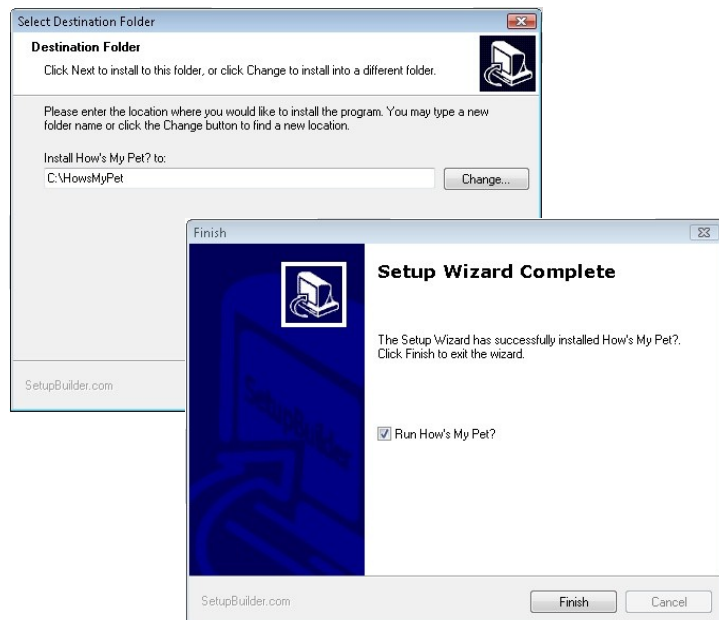 Select Destination Folder
Destination Folder
Click Next to install to this folder, or click Change to install into a different folder.
Please enter the location where you would like to install the program. You may type a new
folder name or click the Change button to find a new location.
Install How's My Pet? to:
C:\HowsMyPet
Change...
SetupBuilder.com
Finish
Setup Wizard Complete
The Setup Wizard has successfully installed How's My Pet?.
Click Finish to exit the wizard.
Run How's My Pet?
SetupBuilder
SetupBuilder.com
Finish
Cancel